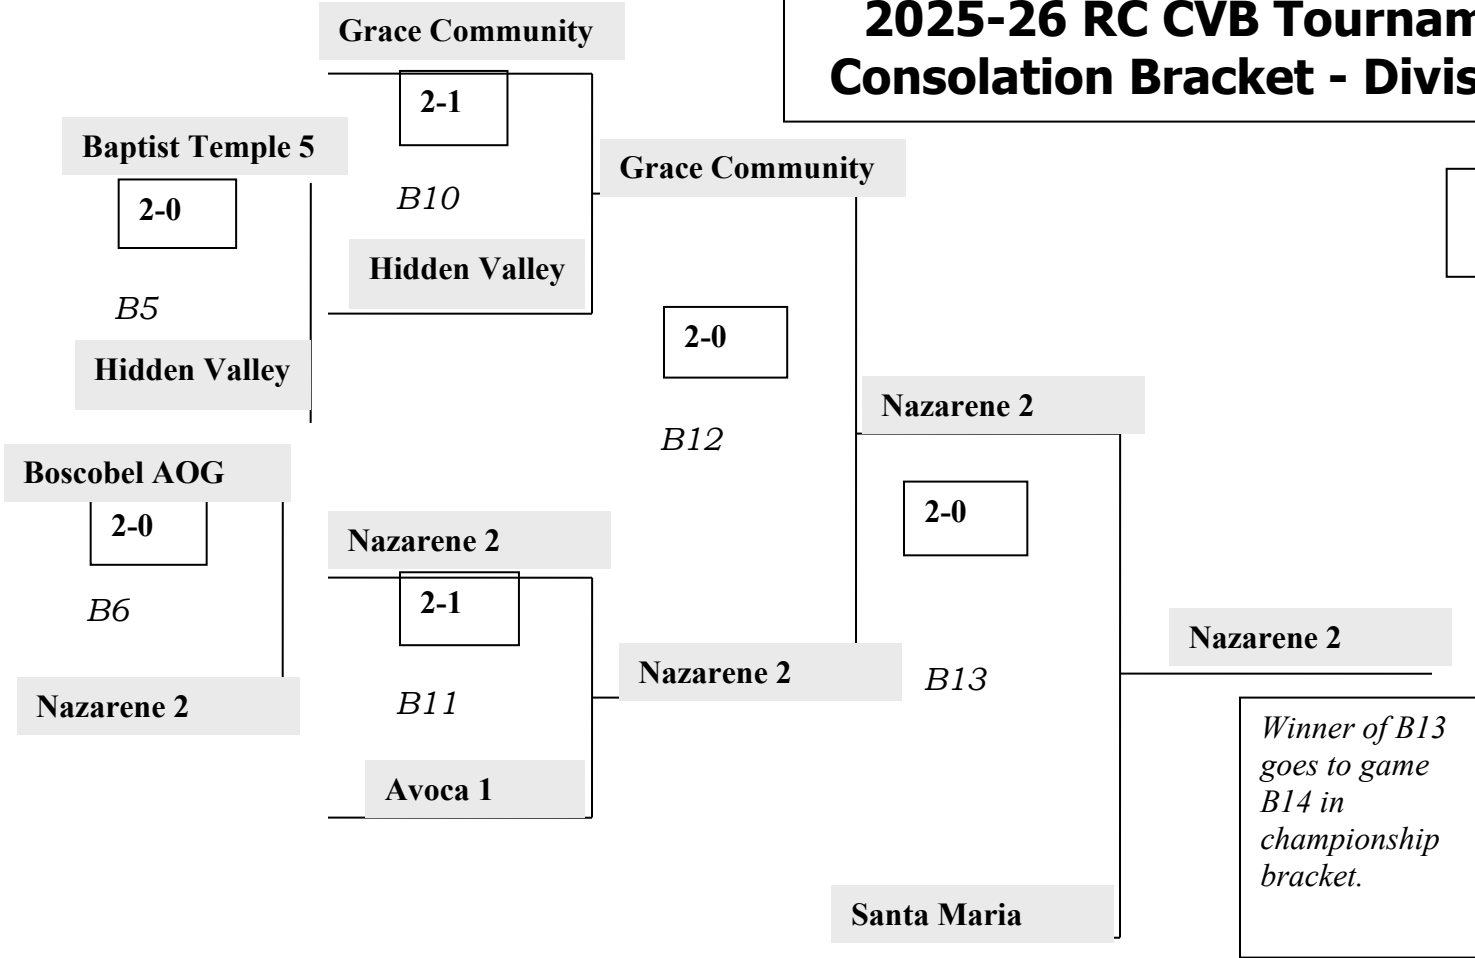 2025-26 RC CVB Tournam
Consolation Bracket - Divis
Grace Community
2-1
B10
Hidden Valley
Baptist Temple 5
2-0
B5
Hidden Valley
Boscobel AOG
2-0
B6
Nazarene 2
Nazarene 2
2-1
B11
Avoca 1
Grace Community
2-0
B12
Nazarene 2
Nazarene 2
2-0
B13
Santa Maria
Nazarene 2
Winner of B13
goes to game
B14 in
championship
bracket.